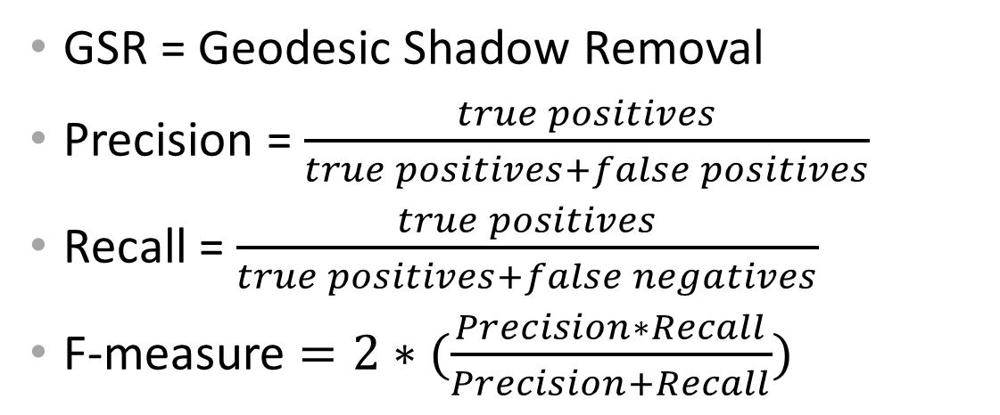 • GSR = Geodesic Shadow Removal
• Precision = \frac{true positives}{true positives+false positives}
• Recall = \frac{true positives}{true positives+false negatives}
• F-measure = 2 * (\frac{Precision*Recall}{Precision+Recall})